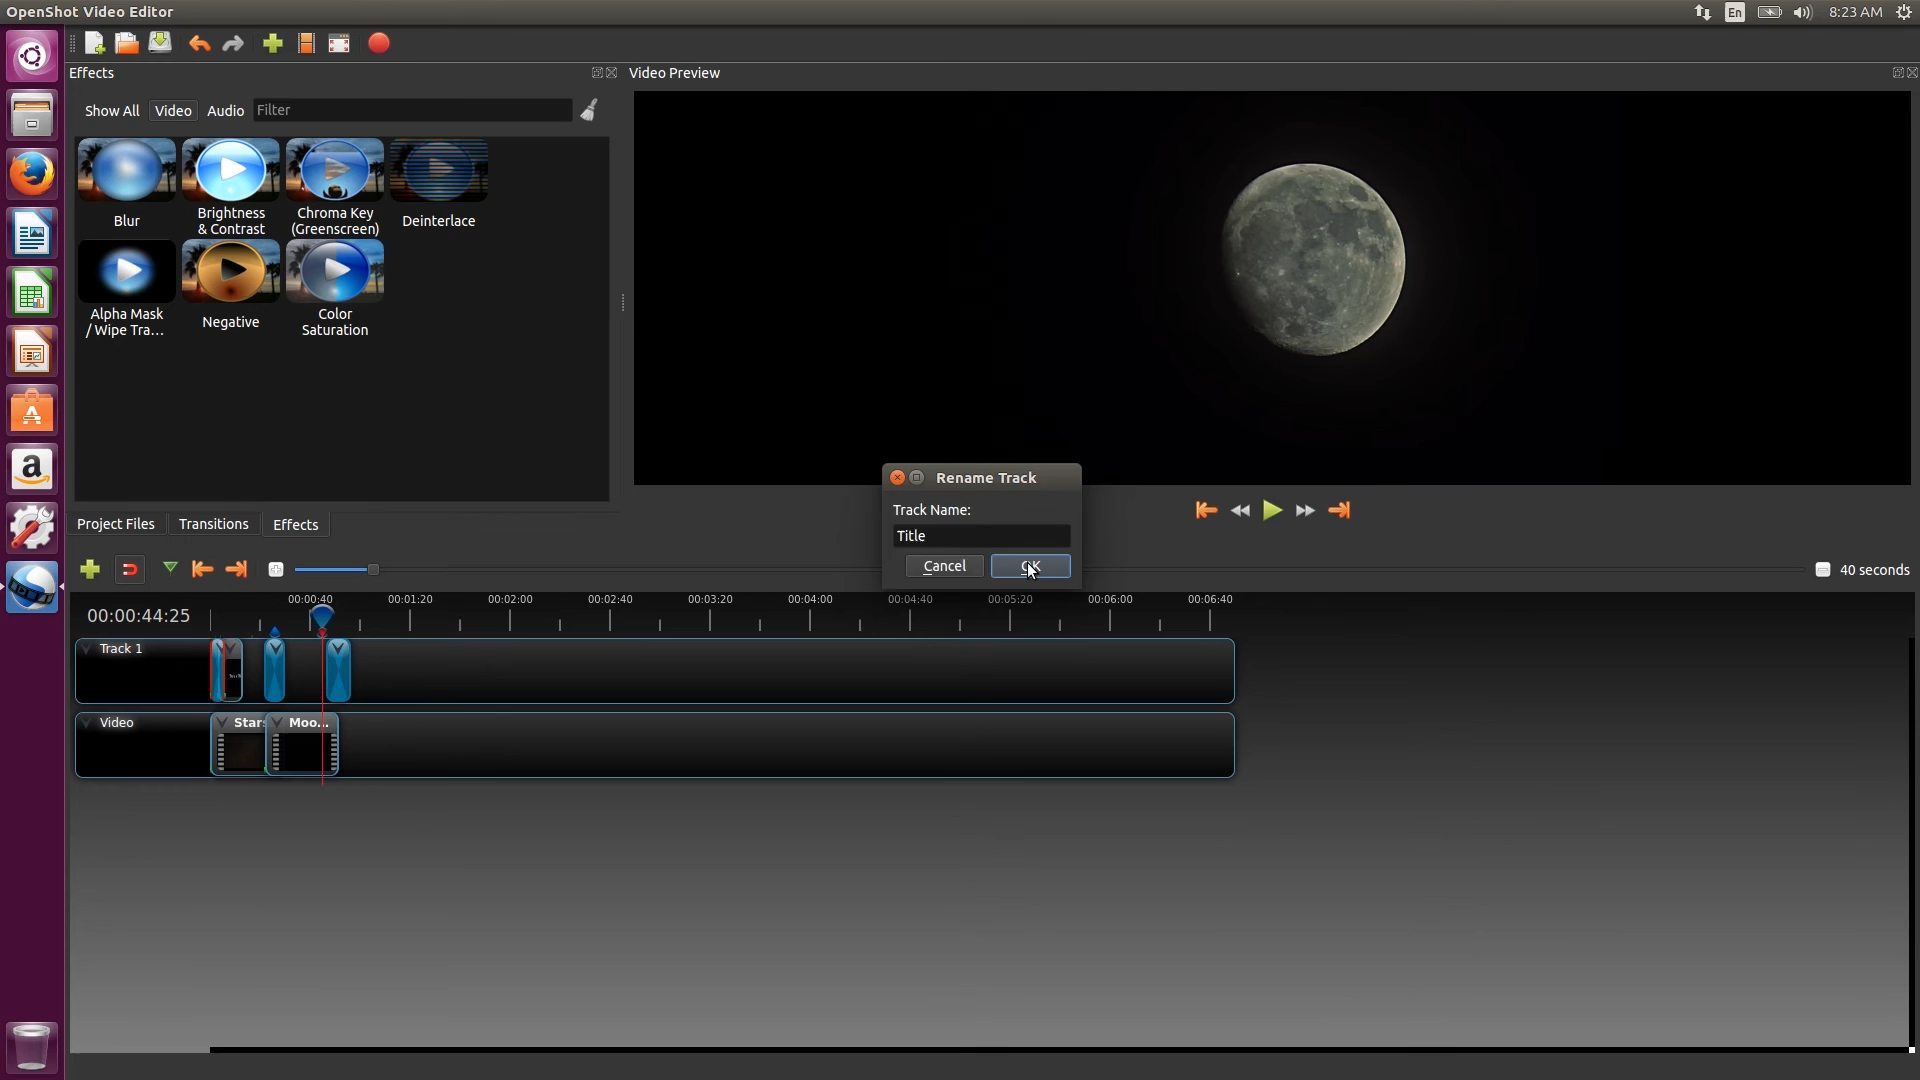 OpenShot Video Editor
En
8:23 AM
Effects
Video Preview
Show All Video Audio Filter
Blur
Brightness
& Contrast
Chroma Key
(Greenscreen)
Deinterlace
Alpha Mask
/ Wipe Tra...
Negative
Color
Saturation
Rename Track
Track Name:
Title
Cancel OK
Project Files Transitions Effects
40 seconds
00:00:44:25
00:00:40 00:01:20 00:02:00 00:02:40 00:03:20 00:04:00 00:04:40 00:05:20 00:06:00 00:06:40
Track 1
Video
Star
Moo...